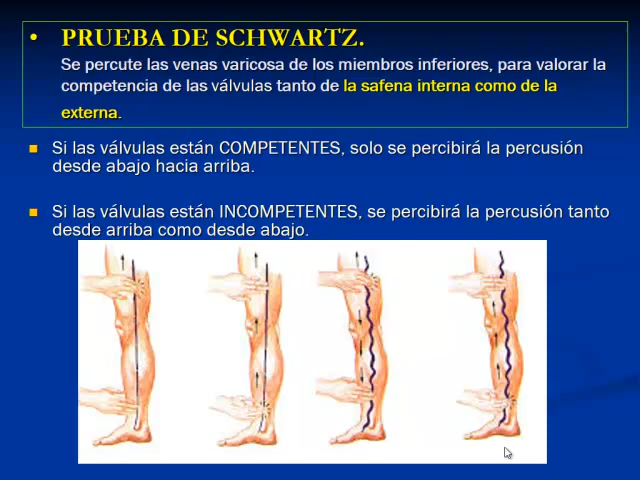 • PRUEBA DE SCHWARTZ.
Se percute las venas varicosa de los miembros inferiores, para valorar la
competencia de las válvulas tanto de la safena interna como de la
externa.
Si las válvulas están COMPETENTES, solo se percibirá la percusión
desde abajo hacia arriba.
Si las válvulas están INCOMPETENTES, se percibirá la percusión tanto
desde arriba como desde abajo.